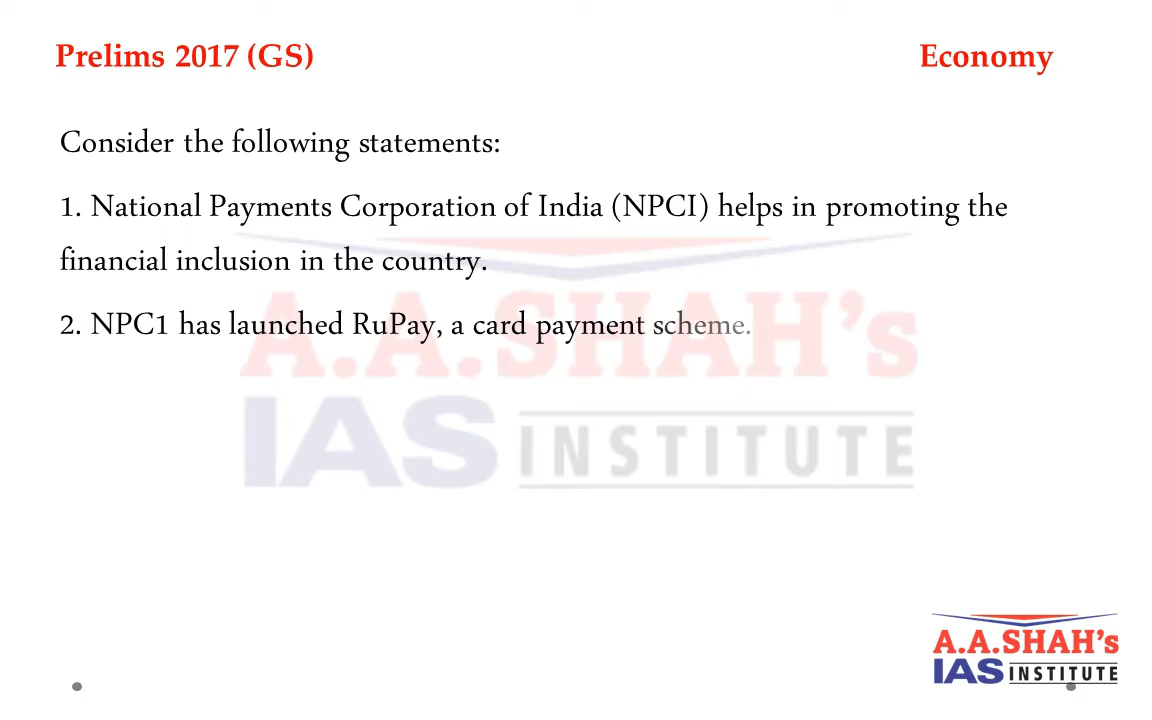 Prelims 2017 (GS) Economy
Consider the following statements:
1. National Payments Corporation of India (NPCI) helps in promoting the
financial inclusion in the country.
2. NPC1 has launched RuPay, a card payment scheme.
A.A.SHAH's
IAS INSTITUTE
A.A.SHAH's
IAS INSTITUTE